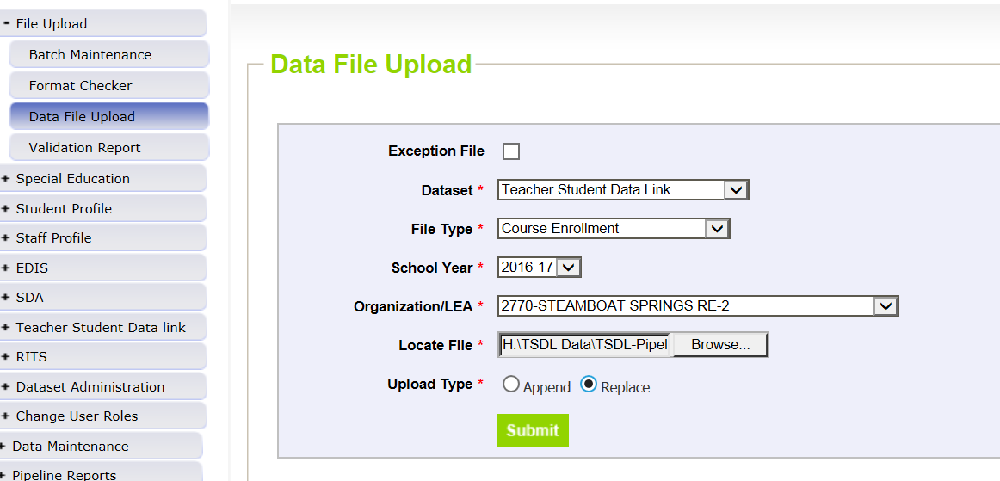 - File Upload
Batch Maintenance
Format Checker
Data File Upload
Validation Report
+ Special Education
+ Student Profile
+ Staff Profile
+ EDIS
+ SDA
+ Teacher Student Data link
+ RITS
+ Dataset Administration
+ Change User Roles
+ Data Maintenance
+ Pipeline Reports
Data File Upload
Exception File
Dataset * Teacher Student Data Link
File Type * Course Enrollment
School Year * 2016-17
Organization/LEA * 2770-STEAMBOAT SPRINGS RE-2
Locate File * H:\TSDL Data\TSDL-Pipel Browse...
Upload Type * Append Replace
Submit